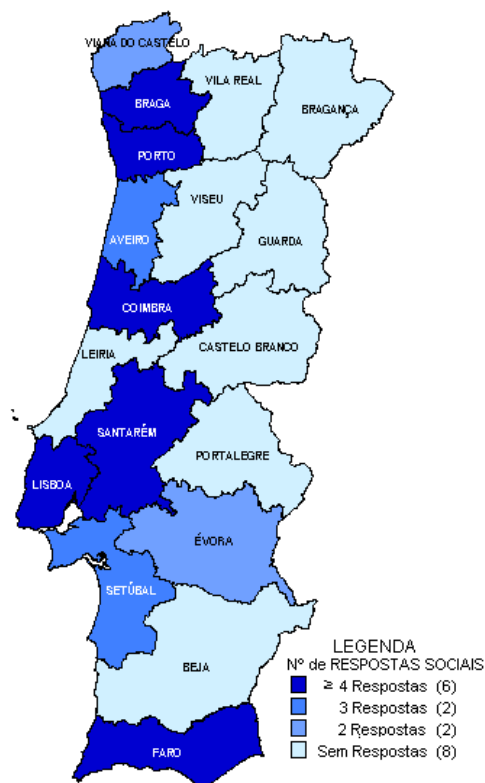 VIANA DO CASTELO
VILA REAL
BRAGANÇA
BRAGA
PORTO
VISEU
AVEIRO
GUARDA
COIMBRA
CASTELO BRANCO
LEIRIA
SANTARÉM
PORTALEGRE
LISBOA
ÉVORA
SETÚBAL
BEJA
FARO
LEGENDA
Nº de RESPOSTAS SOCIAIS
≥ 4 Respostas (6)
3 Respostas (2)
2 Respostas (2)
Sem Respostas (8)